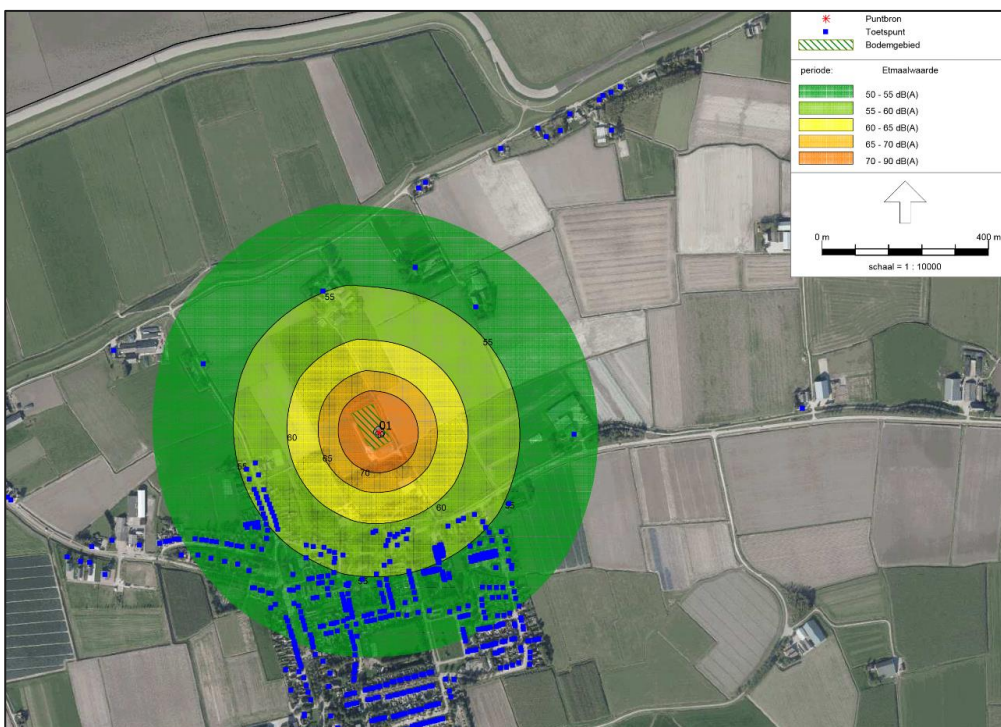 Puntbron
Toetspunt
Bodemgebied
periode: Etmaalwaarde
50 - 55 dB(A)
55 - 60 dB(A)
60 - 65 dB(A)
65 - 70 dB(A)
70 - 90 dB(A)
0 m 400 m
schaal = 1 : 10000
55
55
01
60
65
55
70
60
55